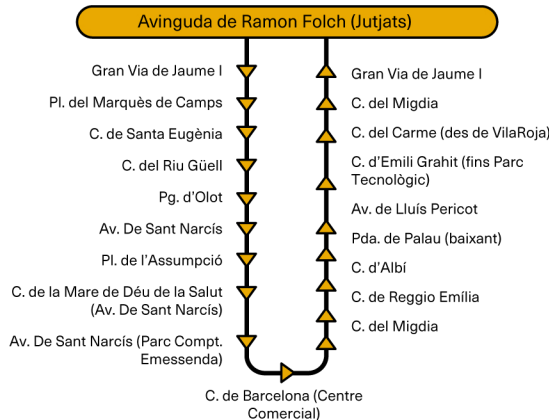 Avinguda de Ramon Folch (Jutjats)
Gran Via de Jaume I
Pl. del Marquès de Camps
C. de Santa Eugènia
C. del Riu Güell
Pg. d'Olot
Av. De Sant Narcís
Pl. de l'Assumpció
C. de la Mare de Déu de la Salut
(Av. De Sant Narcís)
Av. De Sant Narcís (Parc Compt.
Emessenda)
C. de Barcelona (Centre
Comercial)
Gran Via de Jaume I
C. del Migdia
C. del Carme (des de VilaRoja)
C. d'Emili Grahit (fins Parc
Tecnològic)
Av. de Lluís Pericot
Pda. de Palau (baixant)
C. d'Albí
C. de Reggio Emília
C. del Migdia